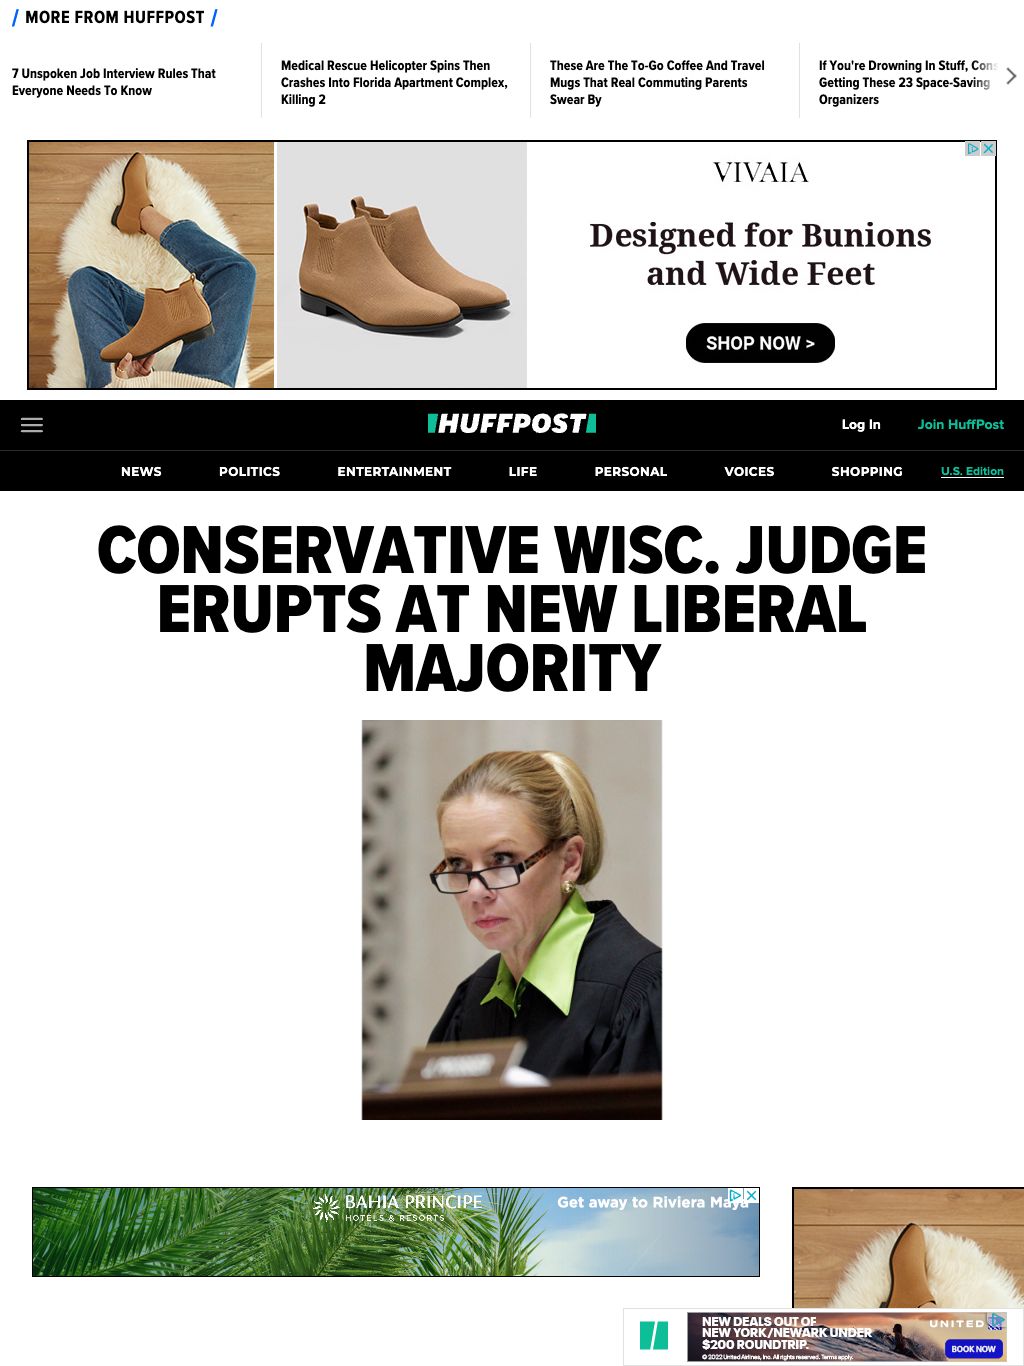 / MORE FROM HUFFPOST /
7 Unspoken Job Interview Rules That
Everyone Needs To Know
Medical Rescue Helicopter Spins Then
Crashes Into Florida Apartment Complex,
Killing 2
These Are The To-Go Coffee And Travel
Mugs That Real Commuting Parents
Swear By
If You're Drowning In Stuff, Cons
Getting These 23 Space-Saving
Organizers
VIVAIA
Designed for Bunions
and Wide Feet
SHOP NOW >
HUFFPOST
Log In
Join HuffPost
NEWS
POLITICS
ENTERTAINMENT
LIFE
PERSONAL
VOICES
SHOPPING
U.S. Edition
CONSERVATIVE WISC. JUDGE
ERUPTS AT NEW LIBERAL
MAJORITY
BAHIA PRINCIPE
HOTELS & RESORTS
Get away to Riviera Maya
NEW DEALS OUT OF
NEW YORK/NEWARK UNDER
$200 ROUNDTRIP.
© 2022 United Airlines, Inc. All rights reserved. Terms apply.
UNITED
BOOK NOW